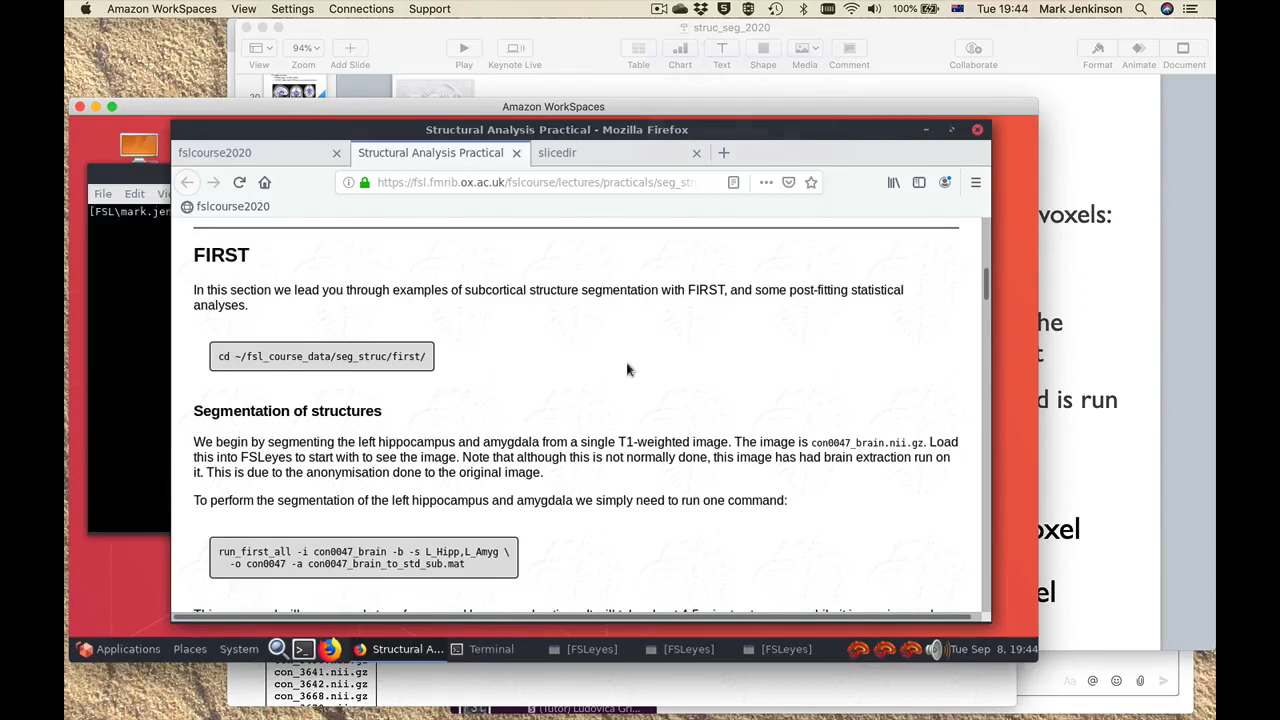 Amazon WorkSpaces View Settings Connections Support
100% Tue 19:44 Mark Jenkinson
struc_seg_2020
94%
View Zoom Add Slide Play Keynote Live Table Chart Text Shape Media Comment Collaborate Format Animate Document
Amazon WorkSpaces
Structural Analysis Practical - Mozilla Firefox
fslcourse2020 Structural Analysis Practical slicedir
https://fsl.fmrib.ox.ac.uk/fslcourse/lectures/practicals/seg_str
fslcourse2020
File Edit
[FSL\mark.jen
FIRST
In this section we lead you through examples of subcortical structure segmentation with FIRST, and some post-fitting statistical
analyses.
cd ~/fsl_course_data/seg_struc/first/
Segmentation of structures
We begin by segmenting the left hippocampus and amygdala from a single T1-weighted image. The image is con0047_brain.nii.gz. Load
this into FSLeyes to start with to see the image. Note that although this is not normally done, this image has had brain extraction run on
it. This is due to the anonymisation done to the original image.
To perform the segmentation of the left hippocampus and amygdala we simply need to run one command:
run_first_all -i con0047_brain -b -s L_Hipp,L_Amyg \
-o con0047 -a con0047_brain_to_std_sub.mat
voxels:
he
t
d is run
oxel
el
Applications Places System Structural A... Terminal [FSLeyes] [FSLeyes] [FSLeyes] Tue Sep 8, 19:44
con_3641.nii.gz
con_3642.nii.gz
con_3668.nii.gz
(Tutor) Ludovica Gri...
Aa